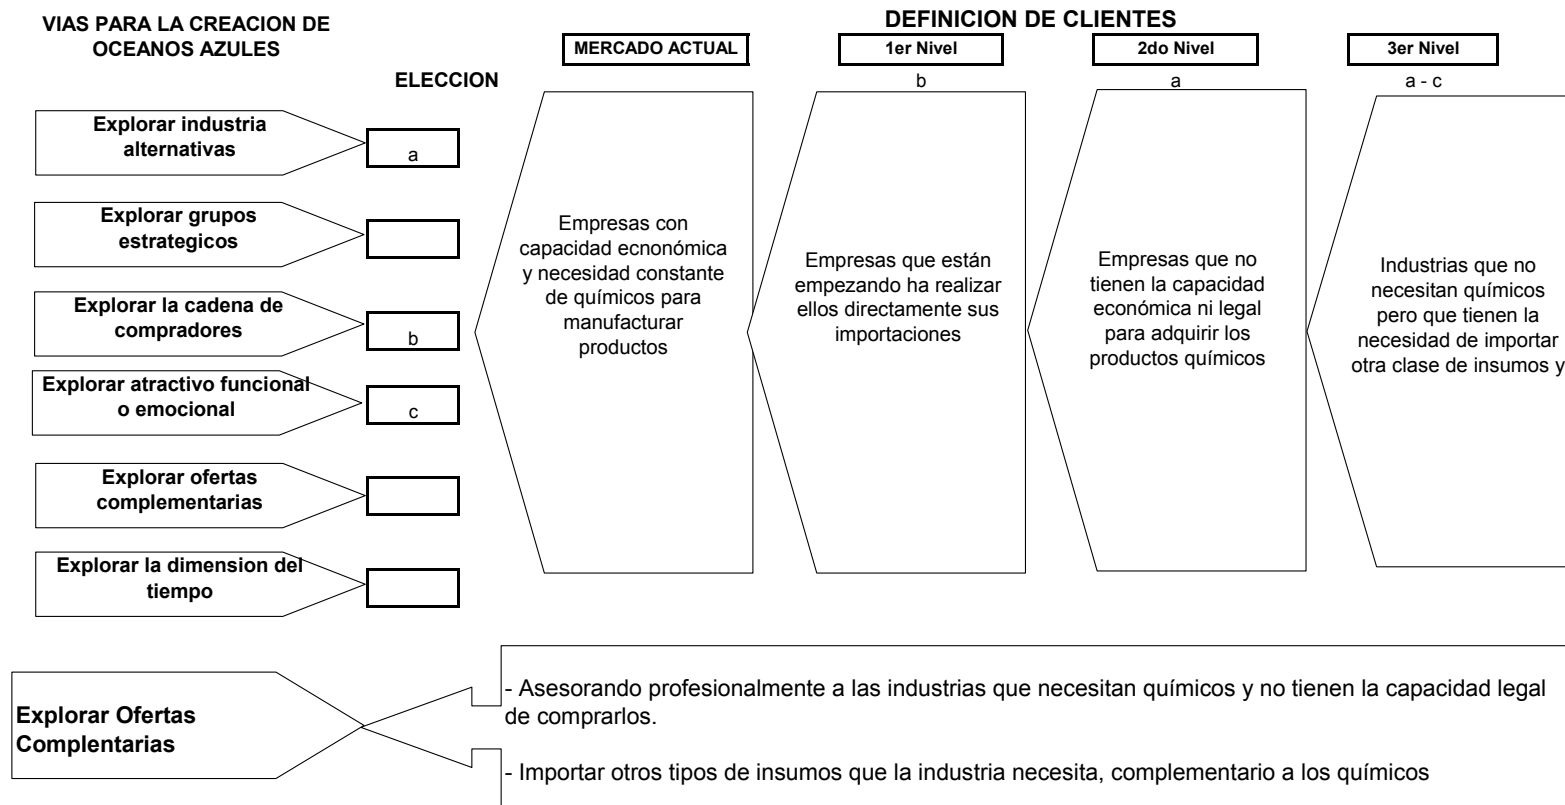 VIAS PARA LA CREACION DE
OCEANOS AZULES
DEFINICION DE CLIENTES
MERCADO ACTUAL
1er Nivel
2do Nivel
3er Nivel
ELECCION
b
a
a - c
Explorar industria
alternativas
a
Explorar grupos
estrategicos
Explorar la cadena de
compradores
b
Explorar atractivo funcional
o emocional
c
Explorar ofertas
complementarias
Explorar la dimension del
tiempo
Empresas con
capacidad ecnonómica
y necesidad constante
de químicos para
manufacturar
productos
Empresas que están
empezando ha realizar
ellos directamente sus
importaciones
Empresas que no
tienen la capacidad
económica ni legal
para adquirir los
productos químicos
Industrias que no
necesitan químicos
pero que tienen la
necesidad de importar
otra clase de insumos y
Explorar Ofertas
Complentarias
- Asesorando profesionalmente a las industrias que necesitan químicos y no tienen la capacidad legal
de comprarlos.
- Importar otros tipos de insumos que la industria necesita, complementario a los químicos